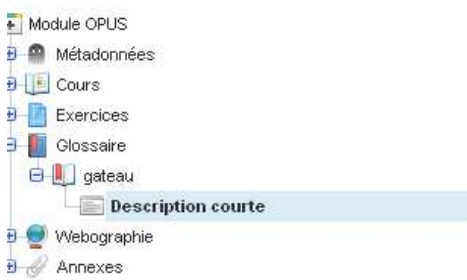 Module OPUS
Métadonnées
Cours
Exercices
Glossaire
gateau
Description courte
Webographie
Annexes